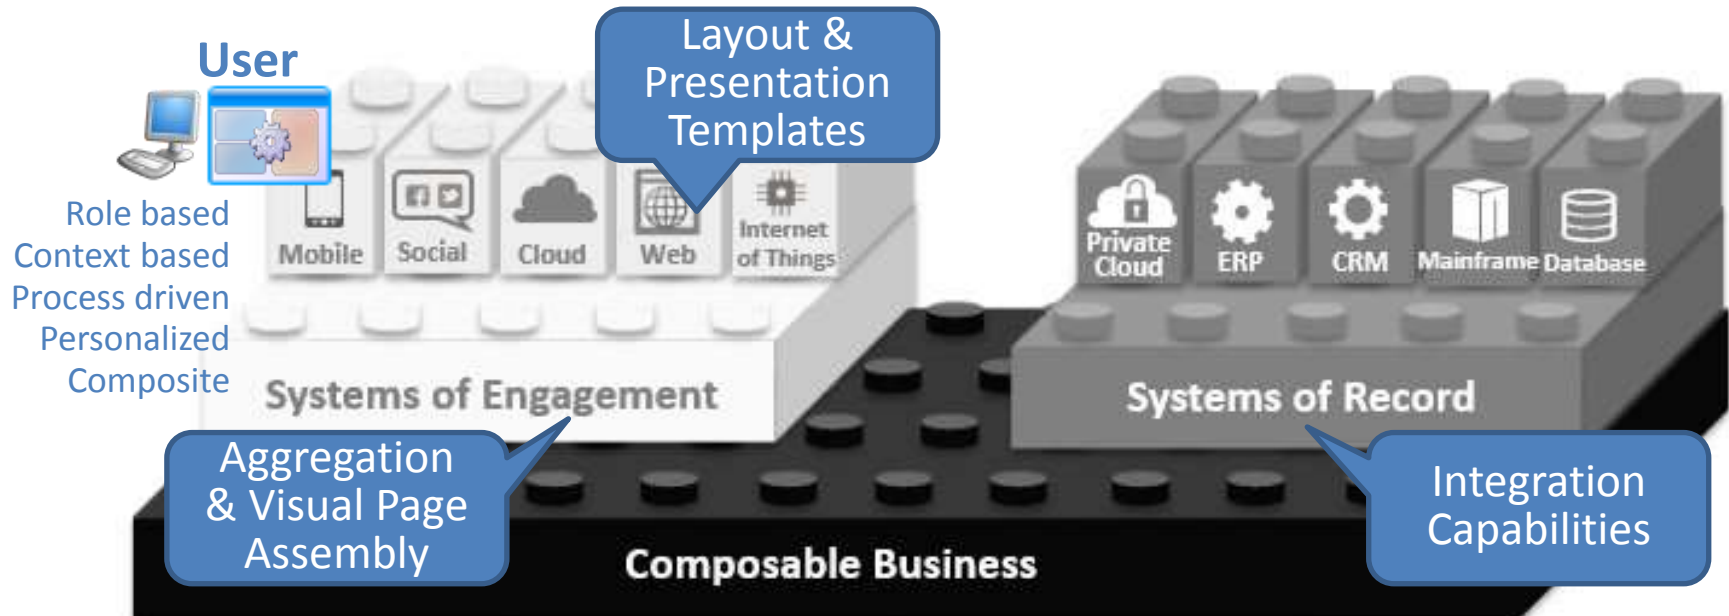 User
Role based
Context based
Process driven
Personalized
Composite
Layout &
Presentation
Templates
Mobile
Social
Cloud
Web
Internet
of Things
Systems of Engagement
Aggregation
& Visual Page
Assembly
Private
Cloud
ERP
CRM
Mainframe
Database
Systems of Record
Integration
Capabilities
Composable Business